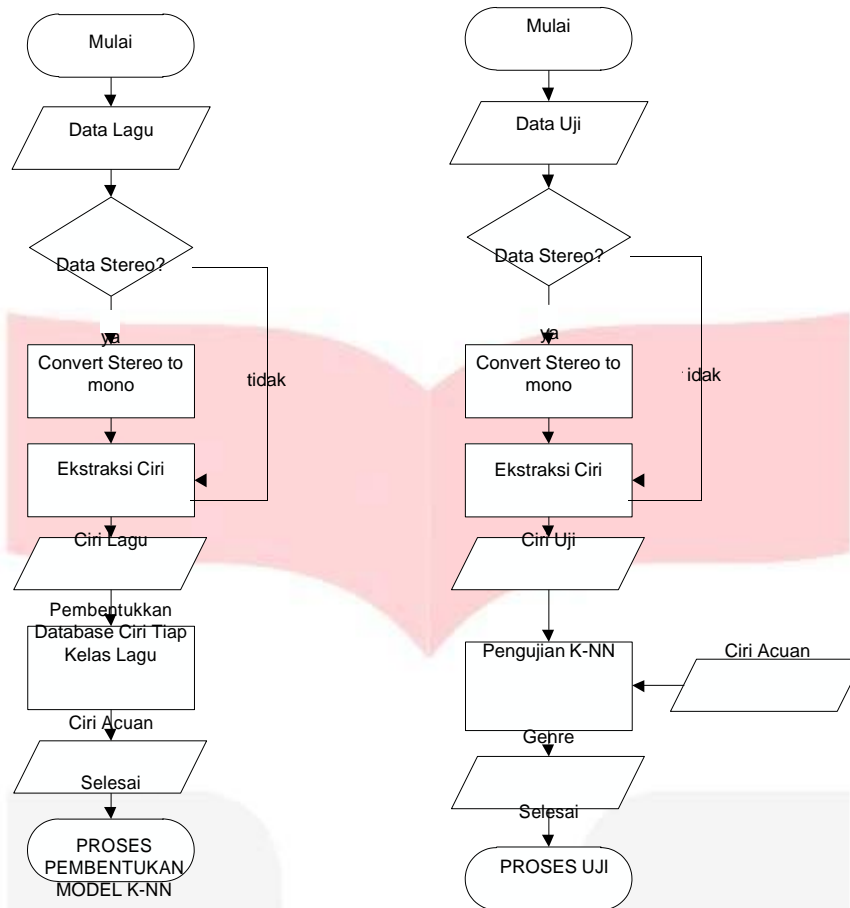 Mulai
Data Lagu
Data Stereo?
ya
Convert Stereo to
mono
tidak
Ekstraksi Ciri
Ciri Lagu
Pembentukkan
Database Ciri Tiap
Kelas Lagu
Ciri Acuan
Selesai
PROSES
PEMBENTUKAN
MODEL K-NN
Mulai
Data Uji
Data Stereo?
ya
Convert Stereo to
mono
idak
Ekstraksi Ciri
Ciri Uji
Pengujian K-NN
Ciri Acuan
Genre
Selesai
PROSES UJI